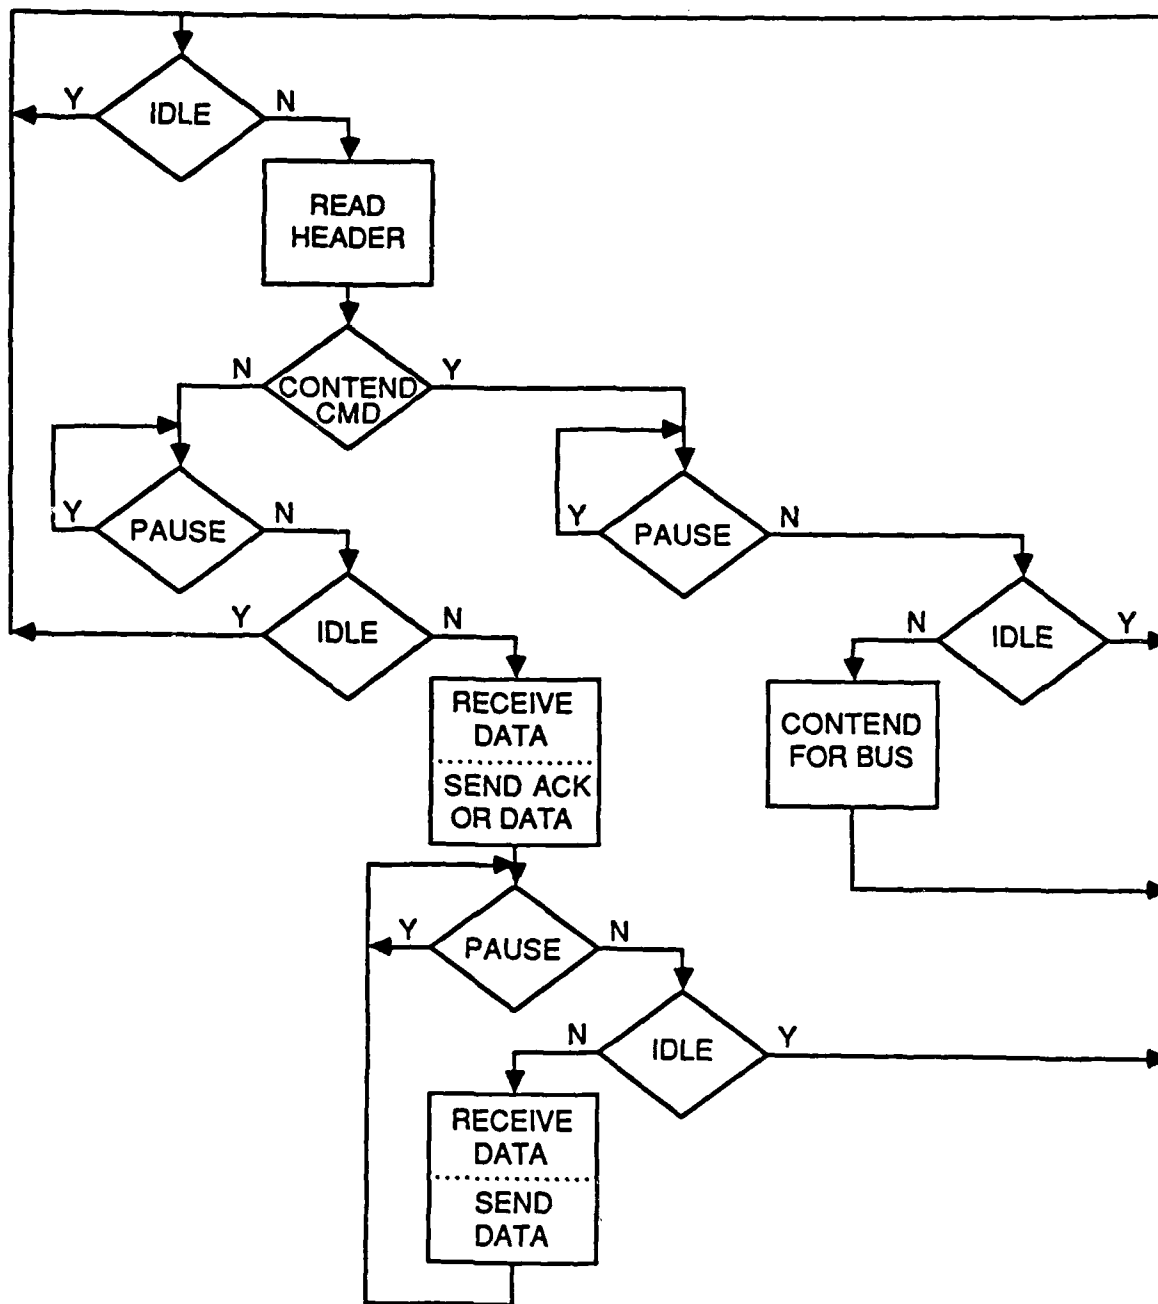 Y
IDLE
N
READ
HEADER
N
CONTEND
CMD
Y
Y
PAUSE
N
Y
PAUSE
N
Y
IDLE
N
N
IDLE
Y
RECEIVE
DATA
SEND ACK
OR DATA
CONTEND
FOR BUS
Y
PAUSE
N
N
IDLE
Y
RECEIVE
DATA
SEND
DATA